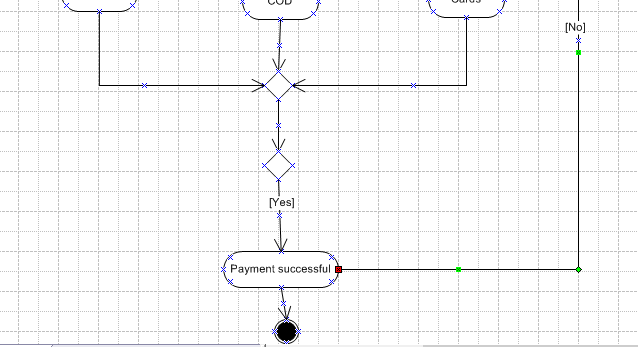 COD
Cards
[No]
[Yes]
Payment successful